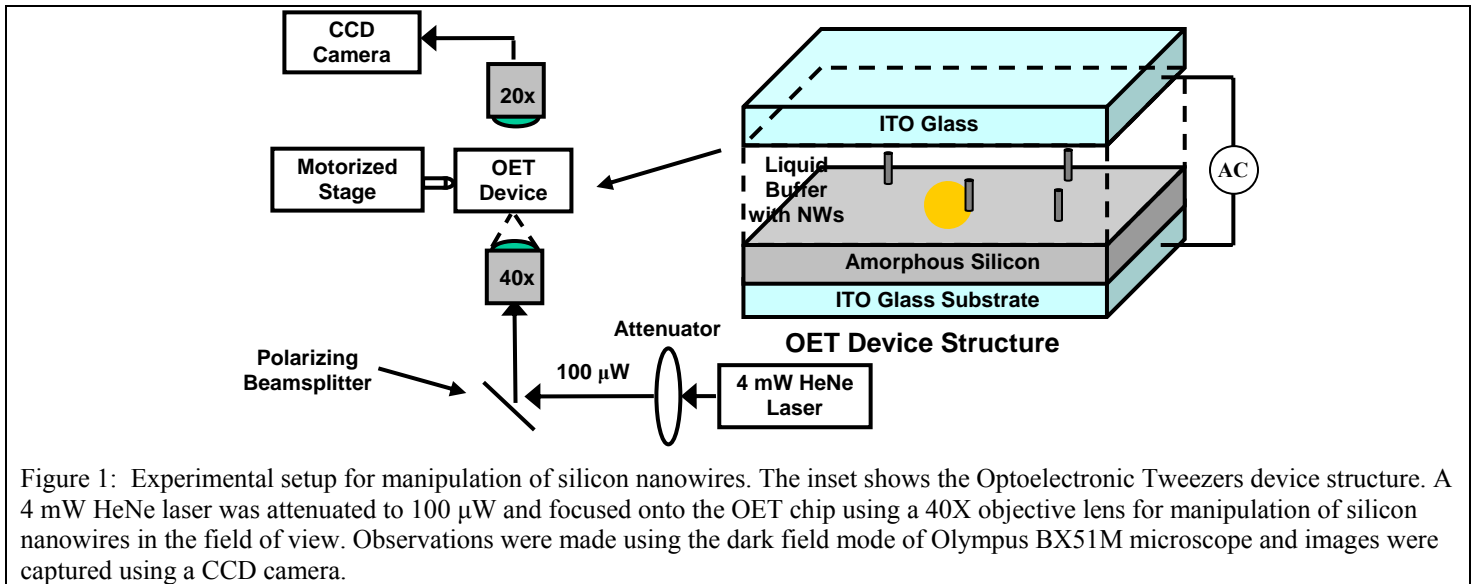 CCD
Camera
20x
Motorized
Stage
OET
Device
40x
Polarizing
Beamsplitter
100 μW
Attenuator
4 mW HeNe
Laser
ITO Glass
Liquid
Buffer
with NWs
AC
Amorphous Silicon
ITO Glass Substrate
OET Device Structure
Figure 1:  Experimental setup for manipulation of silicon nanowires. The inset shows the Optoelectronic Tweezers device structure. A
4 mW HeNe laser was attenuated to 100 μW and focused onto the OET chip using a 40X objective lens for manipulation of silicon
nanowires in the field of view. Observations were made using the dark field mode of Olympus BX51M microscope and images were
captured using a CCD camera.